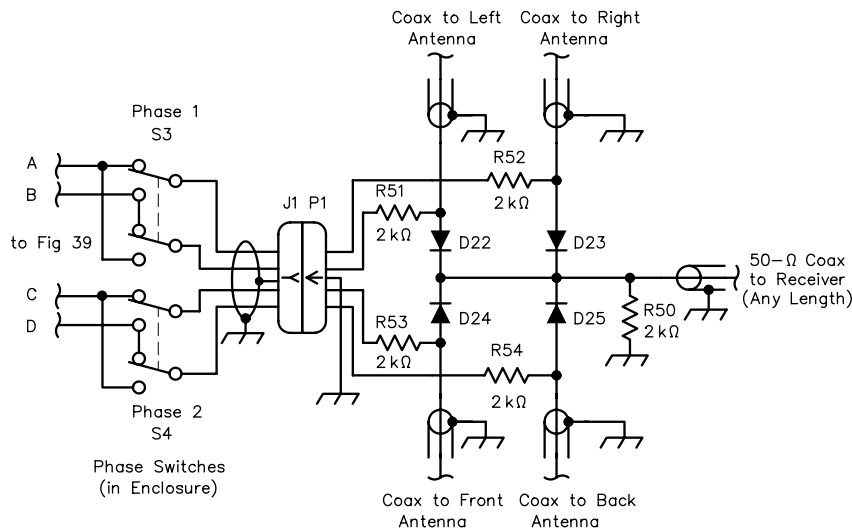 Coax to Left
Antenna
Coax to Right
Antenna
Phase 1
S3
A
B
to Fig 39
C
D
Phase 2
S4
Phase Switches
(in Enclosure)
J1 P1
R52
2 kΩ
R51
2 kΩ
D22
D23
D24
D25
R53
2 kΩ
R54
2 kΩ
R50
2 kΩ
50-Ω Coax
to Receiver
(Any Length)
Coax to Front
Antenna
Coax to Back
Antenna